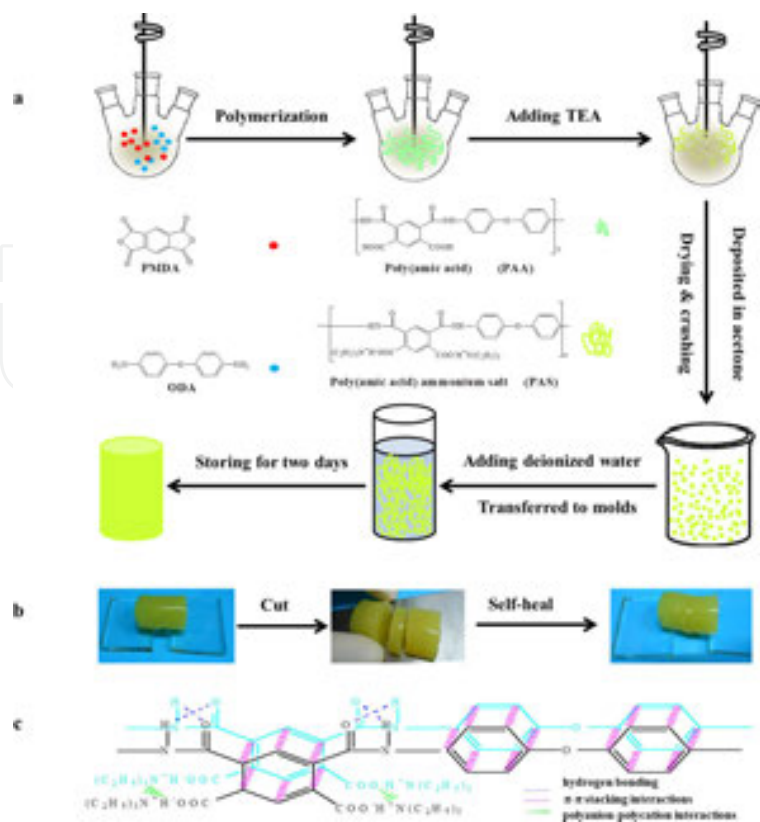 a
Polymerization
Adding TEA
PMDA
Poly(amic acid) (PAA)
Deposited in acetone
Drying & crushing
ODA
Poly(amic acid) ammonium salt (PAS)
Storing for two days
Adding deionized water
Transferred to molds
b
Cut
Self-heal
c
hydrogen bonding
π-π stacking interactions
polyanion-polycation interactions